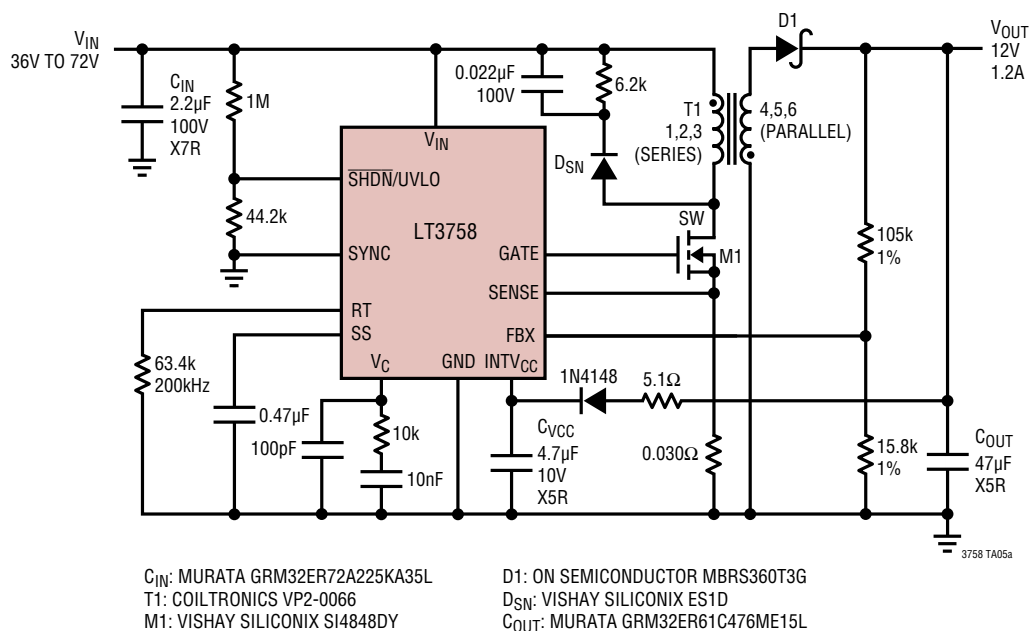 V_IN
36V TO 72V
C_IN
2.2µF
100V
X7R
1M
44.2k
0.022µF
100V
6.2k
D_SN
T1
1,2,3
(SERIES)
4,5,6
(PARALLEL)
D1
V_OUT
12V
1.2A
V_IN
SHDN/UVLO
LT3758
SYNC
GATE
SENSE
RT
SS
FBX
V_C
GND
INTV_CC
SW
M1
105k
1%
63.4k
200kHz
0.47µF
100pF
10k
10nF
1N4148
5.1Ω
C_VCC
4.7µF
10V
X5R
0.030Ω
15.8k
1%
C_OUT
47µF
X5R
3758 TA05a
C_IN: MURATA GRM32ER72A225KA35L
T1: COILTRONICS VP2-0066
M1: VISHAY SILICONIX SI4848DY
D1: ON SEMICONDUCTOR MBRS360T3G
D_SN: VISHAY SILICONIX ES1D
C_OUT: MURATA GRM32ER61C476ME15L